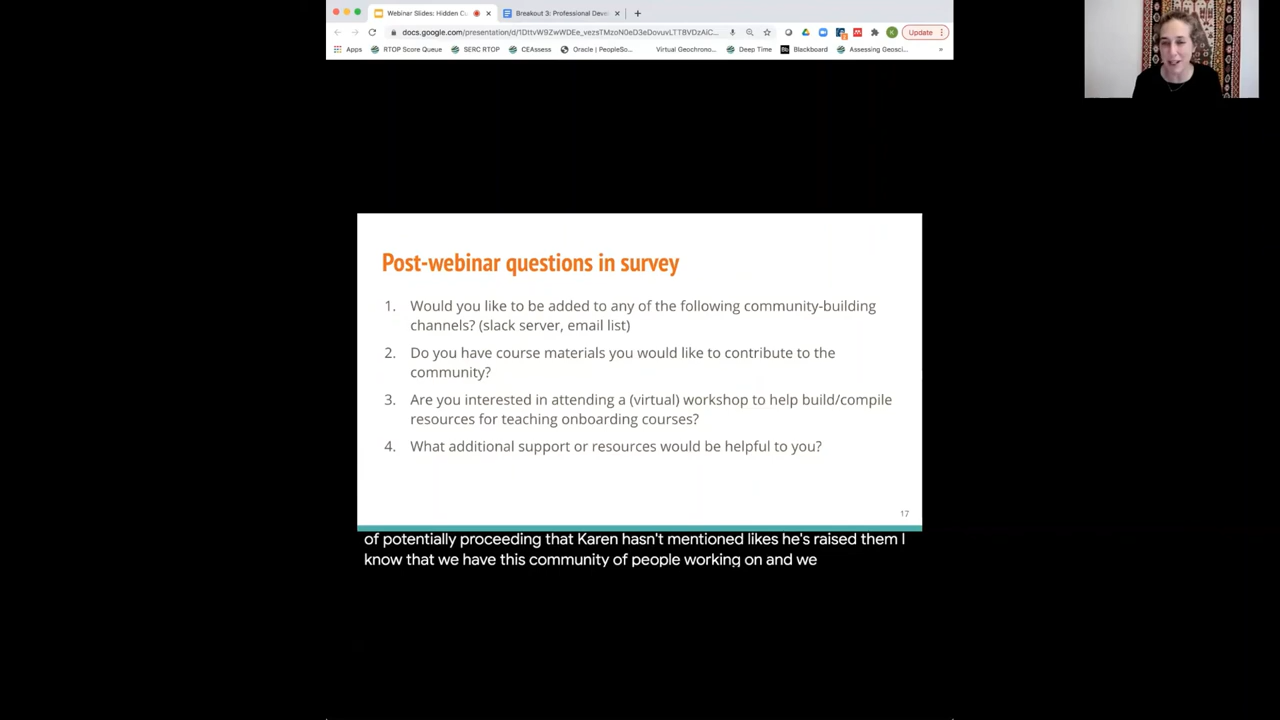 Webinar Slides: Hidden Cu
Breakout 3: Professional Deve
docs.google.com/presentation/d/
Update
Apps
RTOP Score Queue
SERC RTOP
CEAssess
Oracle | PeopleSo...
Virtual Geochrono...
Blackboard
Deep Time
Assessing Geosci...
Post-webinar questions in survey
1. Would you like to be added to any of the following community-building
channels? (slack server, email list)
2. Do you have course materials you would like to contribute to the
community?
3. Are you interested in attending a (virtual) workshop to help build/compile
resources for teaching onboarding courses?
4. What additional support or resources would be helpful to you?
17
of potentially proceeding that Karen hasn't mentioned likes he's raised them I
know that we have this community of people working on and we